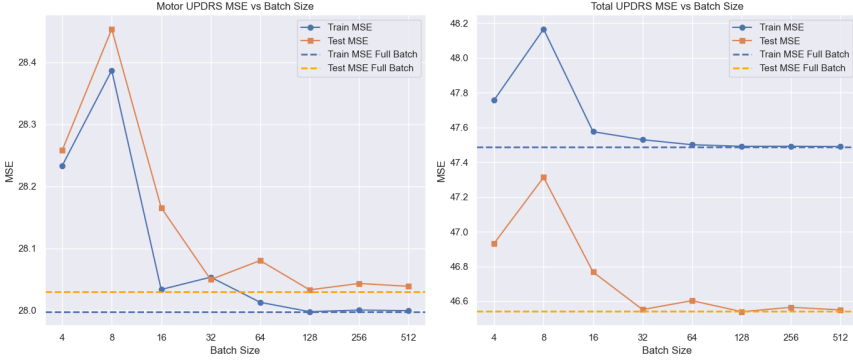 Motor UPDRS MSE vs Batch Size
Train MSE
Test MSE
Train MSE Full Batch
Test MSE Full Batch
28.4
28.3
28.2
28.1
28.0
MSE
4 8 16 32 64 128 256 512
Batch Size
Total UPDRS MSE vs Batch Size
Train MSE
Test MSE
Train MSE Full Batch
Test MSE Full Batch
48.2
48.0
47.8
47.6
47.4
47.2
47.0
46.8
46.6
MSE
4 8 16 32 64 128 256 512
Batch Size